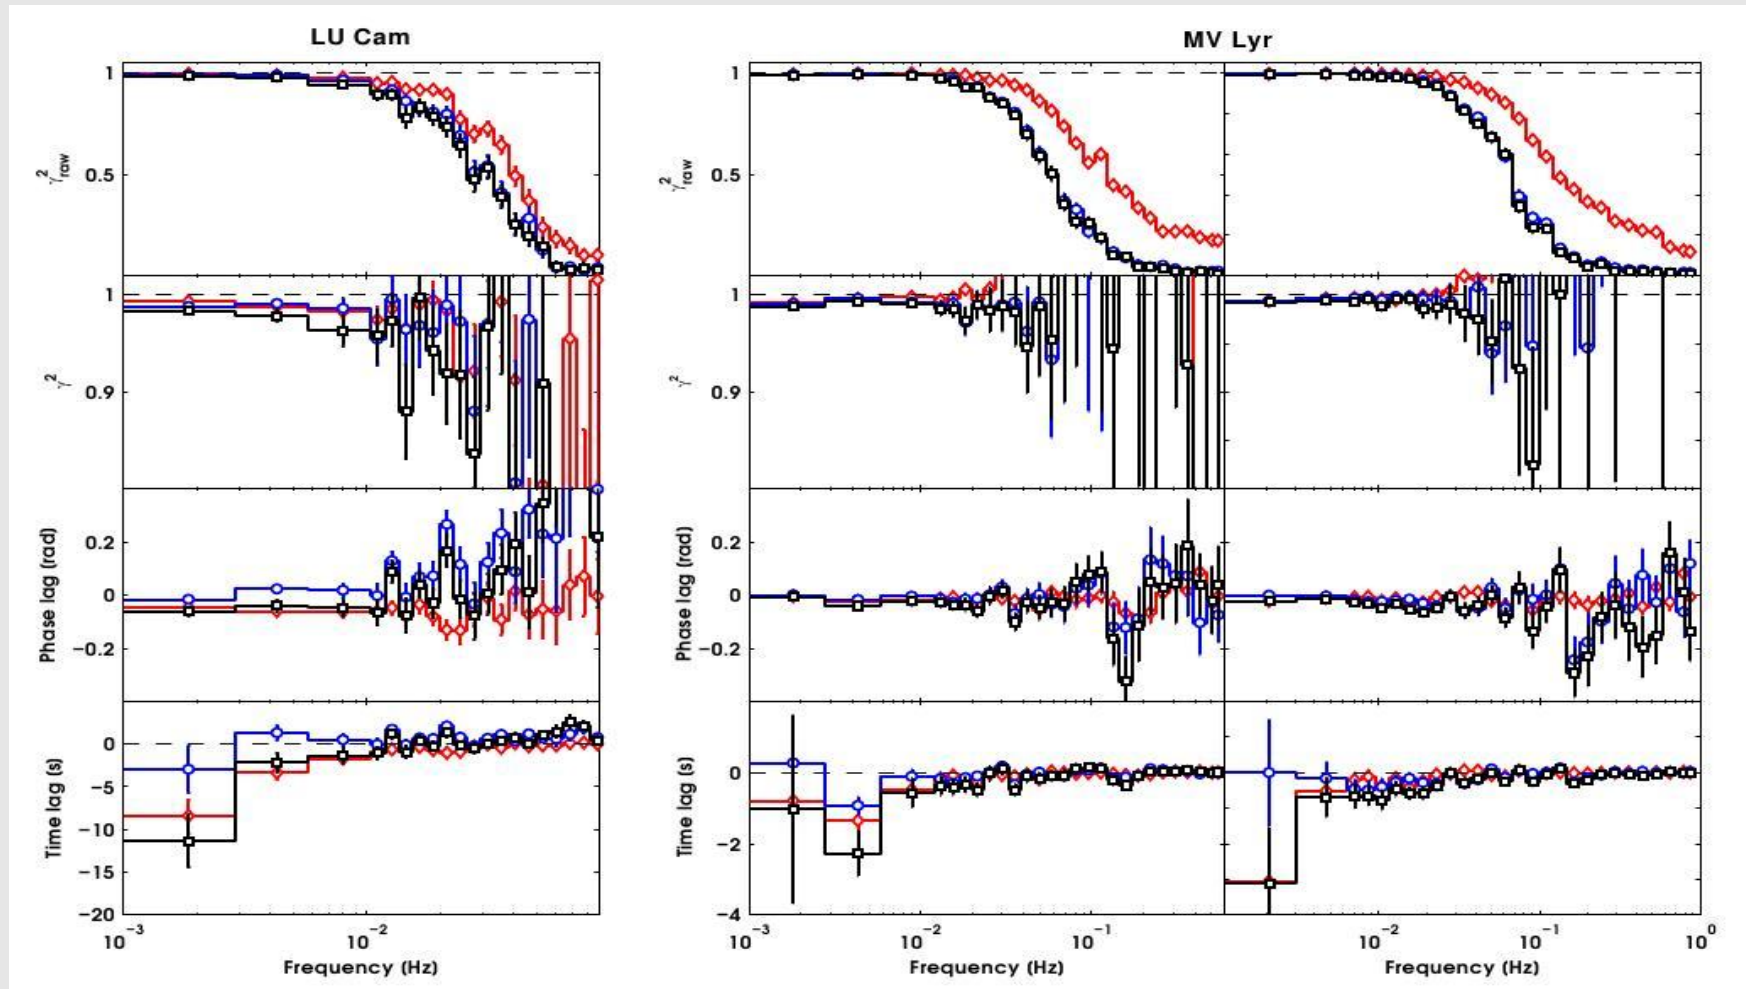 LU Cam
MV Lyr
1
0.5
γ²raw
1
0.9
γ²
0.2
0
−0.2
Phase lag (rad)
0
−5
−10
−15
−20
Time lag (s)
10⁻³
10⁻²
Frequency (Hz)
1
0.5
γ²raw
1
0.9
γ²
0.2
0
−0.2
Phase lag (rad)
0
−2
−4
Time lag (s)
10⁻³
10⁻²
10⁻¹
Frequency (Hz)
10⁻²
10⁻¹
10⁰
Frequency (Hz)